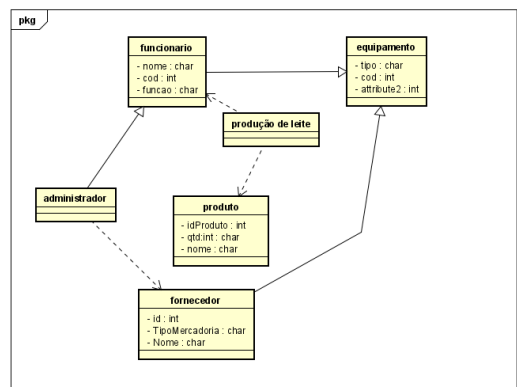 pkg
funcionario
- nome : char
- cod : int
- funcao : char
equipamento
- tipo : char
- cod : int
- attribute2 : int
produção de leite
administrador
produto
- idProduto : int
- qtd:int : char
- nome : char
fornecedor
- id : int
- TipoMercadoria : char
- Nome : char